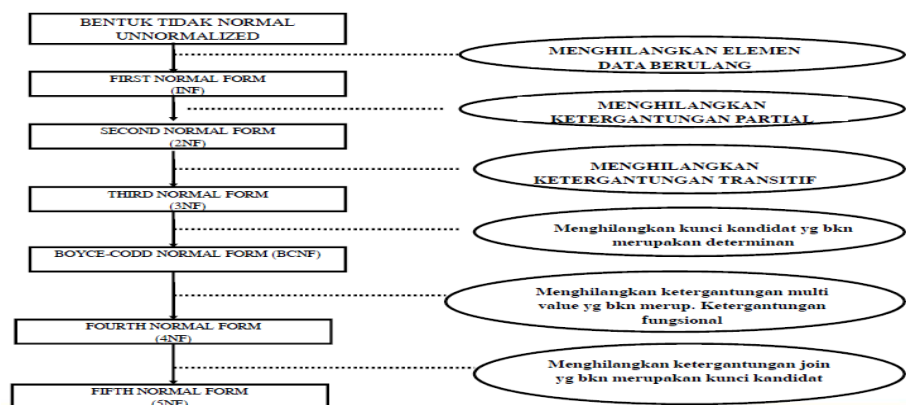 BENTUK TIDAK NORMAL
UNNORMALIZED
MENGHILANGKAN ELEMEN
DATA BERULANG
FIRST NORMAL FORM
(1NF)
MENGHILANGKAN
KETERGANTUNGAN PARTIAL
SECOND NORMAL FORM
(2NF)
MENGHILANGKAN
KETERGANTUNGAN TRANSITIF
THIRD NORMAL FORM
(3NF)
Menghilangkan kunci kandidat yg bkn
merupakan determinan
BOYCE-CODD NORMAL FORM (BCNF)
Menghilangkan ketergantungan multi
value yg bkn merup. Ketergantungan
fungsional
FOURTH NORMAL FORM
(4NF)
Menghilangkan ketergantungan join
yg bkn merupakan kunci kandidat
FIFTH NORMAL FORM
(5NF)